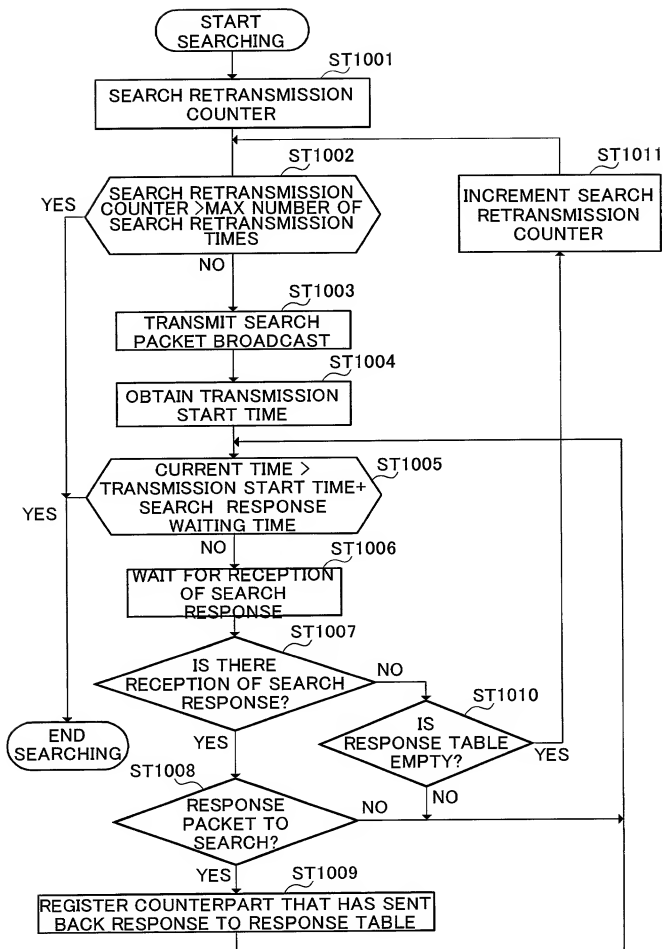 START
SEARCHING
ST1001
SEARCH RETRANSMISSION
COUNTER
ST1002
SEARCH RETRANSMISSION
COUNTER >MAX NUMBER OF
SEARCH RETRANSMISSION
TIMES
YES
NO
ST1011
INCREMENT SEARCH
RETRANSMISSION
COUNTER
ST1003
TRANSMIT SEARCH
PACKET BROADCAST
ST1004
OBTAIN TRANSMISSION
START TIME
ST1005
CURRENT TIME >
TRANSMISSION START TIME+
SEARCH RESPONSE
WAITING TIME
YES
NO
ST1006
WAIT FOR RECEPTION
OF SEARCH
RESPONSE
ST1007
IS THERE
RECEPTION OF SEARCH
RESPONSE?
NO
YES
ST1010
IS
RESPONSE TABLE
EMPTY?
YES
NO
END
SEARCHING
ST1008
RESPONSE
PACKET TO
SEARCH?
NO
YES
ST1009
REGISTER COUNTERPART THAT HAS SENT
BACK RESPONSE TO RESPONSE TABLE